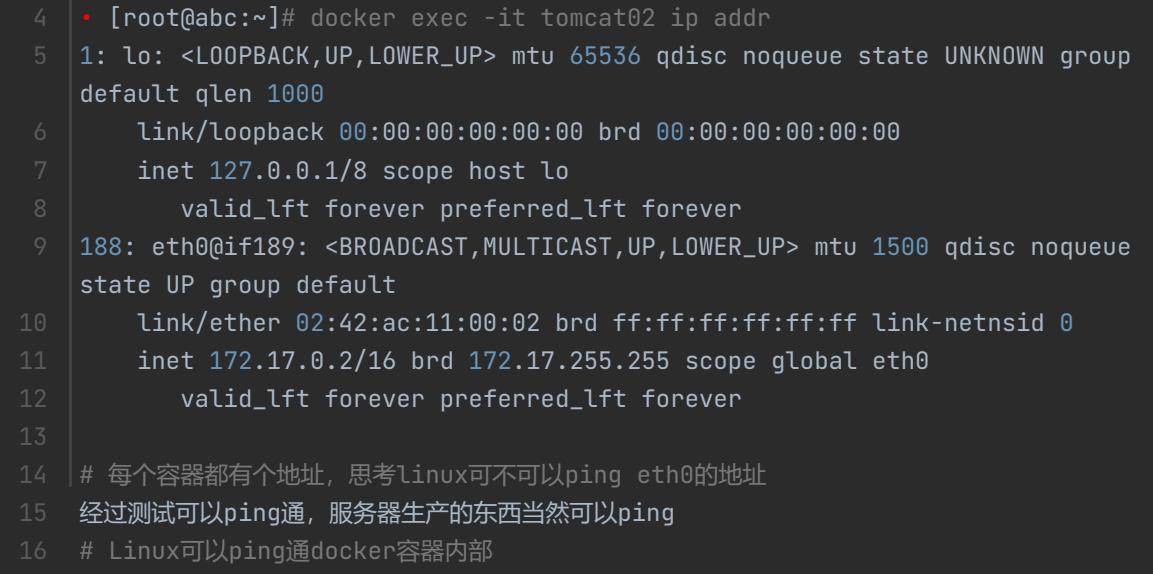 4 • [root@abc:~]# docker exec -it tomcat02 ip addr
5 1: lo: <LOOPBACK,UP,LOWER_UP> mtu 65536 qdisc noqueue state UNKNOWN group
default qlen 1000
6 link/loopback 00:00:00:00:00:00 brd 00:00:00:00:00:00
7 inet 127.0.0.1/8 scope host lo
8 valid_lft forever preferred_lft forever
9 188: eth0@if189: <BROADCAST,MULTICAST,UP,LOWER_UP> mtu 1500 qdisc noqueue
state UP group default
10 link/ether 02:42:ac:11:00:02 brd ff:ff:ff:ff:ff:ff link-netnsid 0
11 inet 172.17.0.2/16 brd 172.17.255.255 scope global eth0
12 valid_lft forever preferred_lft forever
13
14 # 每个容器都有个地址，思考linux可不可以ping eth0的地址
15 经过测试可以ping通，服务器生产的东西当然可以ping
16 # Linux可以ping通docker容器内部